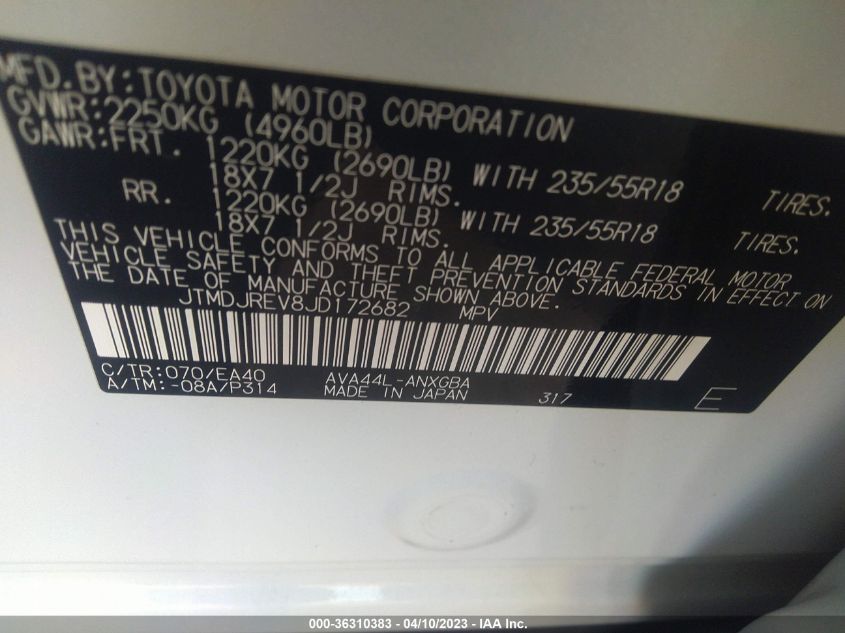 MFD.BY:TOYOTA MOTOR CORPORATION
GVWR:2250KG (4960LB)
GAWR:FRT. 1220KG (2690LB) WITH 235/55R18 TIRES.
18X7 1/2J RIMS.
RR. 1220KG (2690LB) WITH 235/55R18 TIRES.
18X7 1/2J RIMS.
THIS VEHICLE CONFORMS TO ALL APPLICABLE FEDERAL MOTOR
VEHICLE SAFETY AND THEFT PREVENTION STANDARDS IN EFFECT ON
THE DATE OF MANUFACTURE SHOWN ABOVE.
JTMDJREV8JD172682 MPV
C/TR:070/EA40 AVA44L-ANXGBA
A/TM:-08A/P314 MADE IN JAPAN 317 E
000-36310383 - 04/10/2023 - IAA Inc.